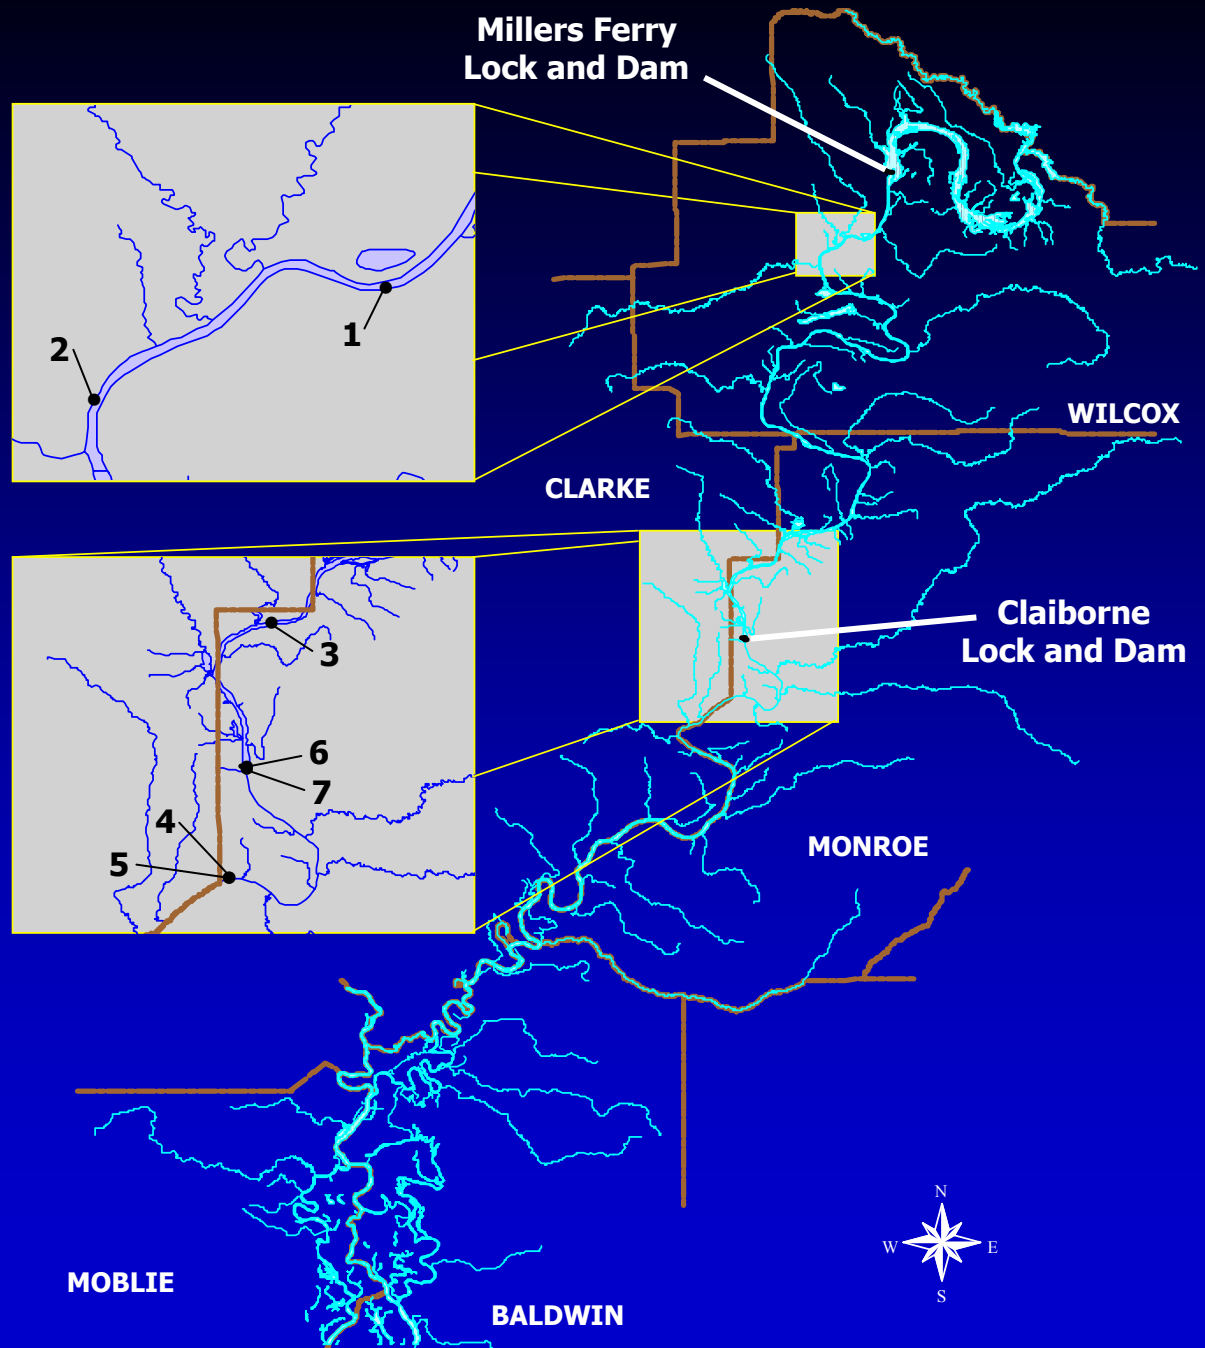 Millers Ferry
Lock and Dam
1
2
WILCOX
CLARKE
3
Claiborne
Lock and Dam
6
7
4
5
MONROE
N
W
E
S
MOBLIE
BALDWIN